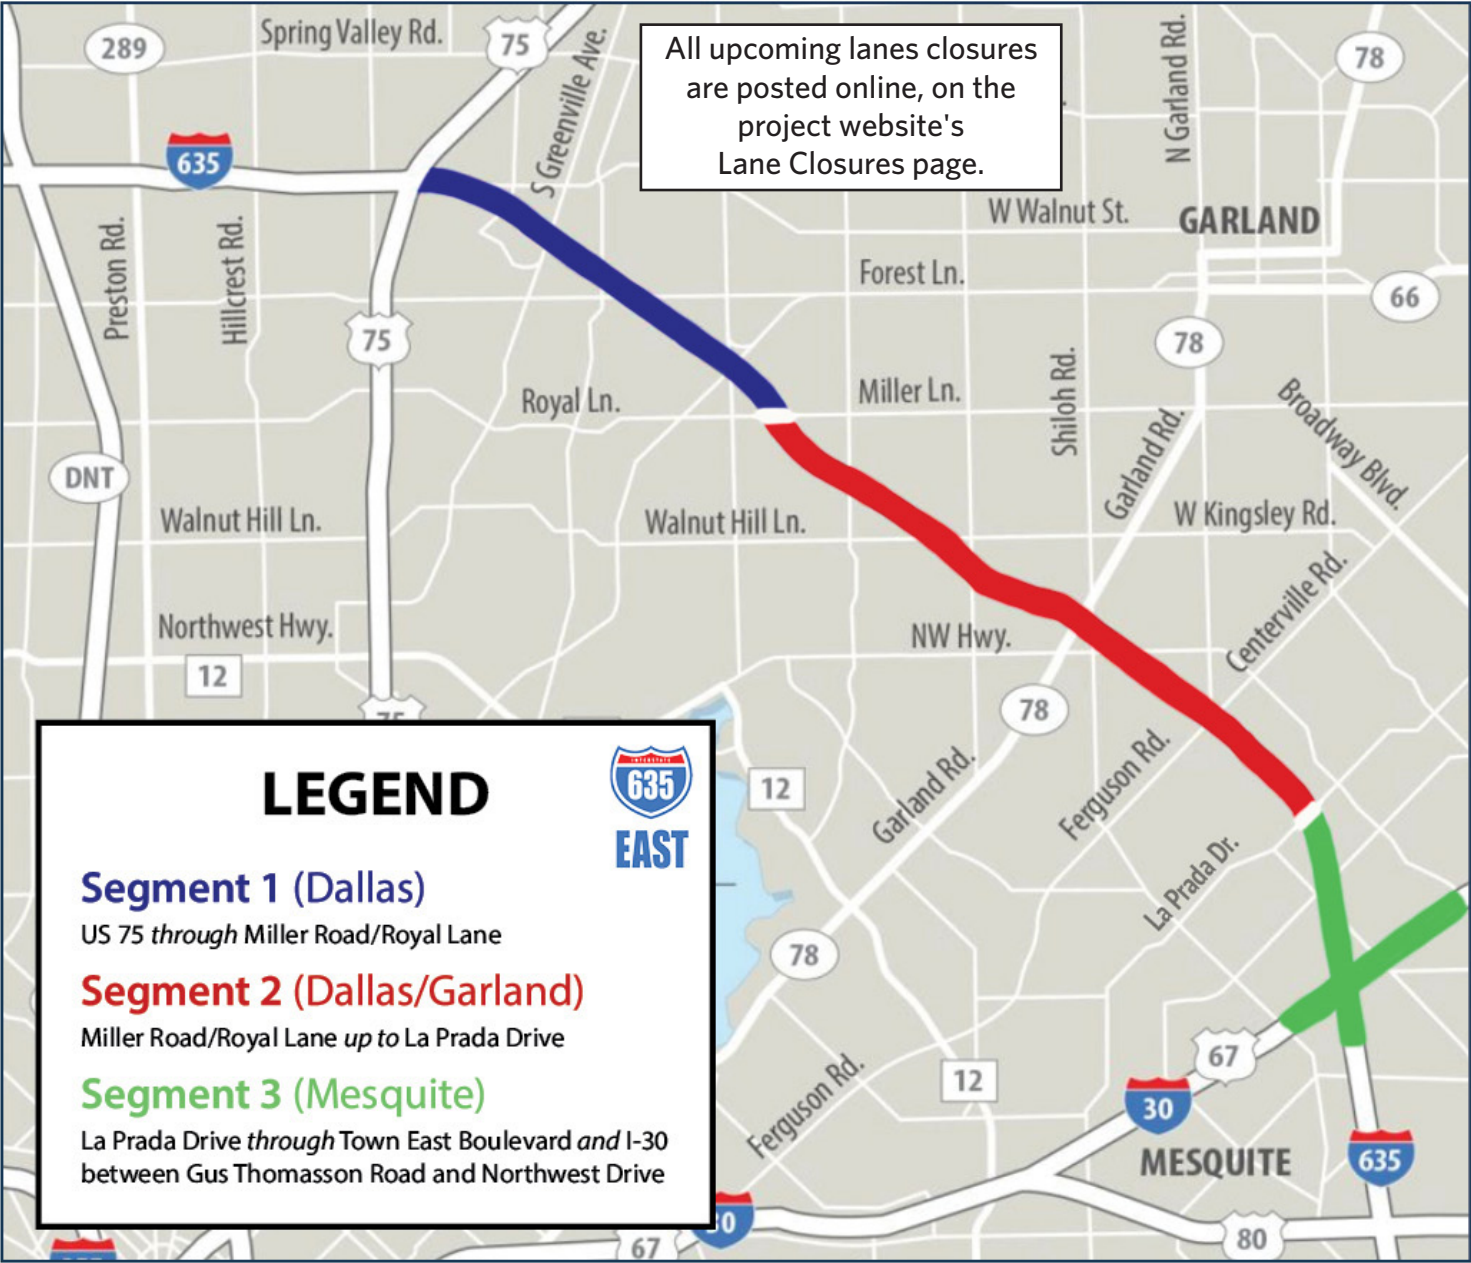 289
Spring Valley Rd.
75
S Greenville Ave.
All upcoming lanes closures
are posted online, on the
project website's
Lane Closures page.
N Garland Rd.
78
635
Preston Rd.
Hillcrest Rd.
W Walnut St.
GARLAND
Forest Ln.
66
75
78
Royal Ln.
Miller Ln.
Shiloh Rd.
Garland Rd.
Broadway Blvd.
DNT
Walnut Hill Ln.
Walnut Hill Ln.
W Kingsley Rd.
Centerville Rd.
Northwest Hwy.
12
NW Hwy.
75
78
12
Garland Rd.
Ferguson Rd.
La Prada Dr.
78
LEGEND
INTERSTATE
635
EAST
Segment 1 (Dallas)
US 75 through Miller Road/Royal Lane
Segment 2 (Dallas/Garland)
Miller Road/Royal Lane up to La Prada Drive
Segment 3 (Mesquite)
La Prada Drive through Town East Boulevard and I-30
between Gus Thomasson Road and Northwest Drive
67
12
30
Ferguson Rd.
MESQUITE
635
30
67
80